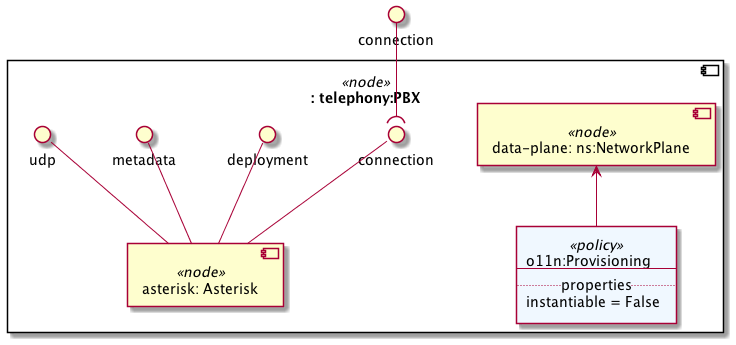 connection
«node»
: telephony:PBX
udp
metadata
deployment
connection
«node»
data-plane: ns:NetworkPlane
«node»
asterisk: Asterisk
«policy»
o11n:Provisioning
properties
instantiable = False